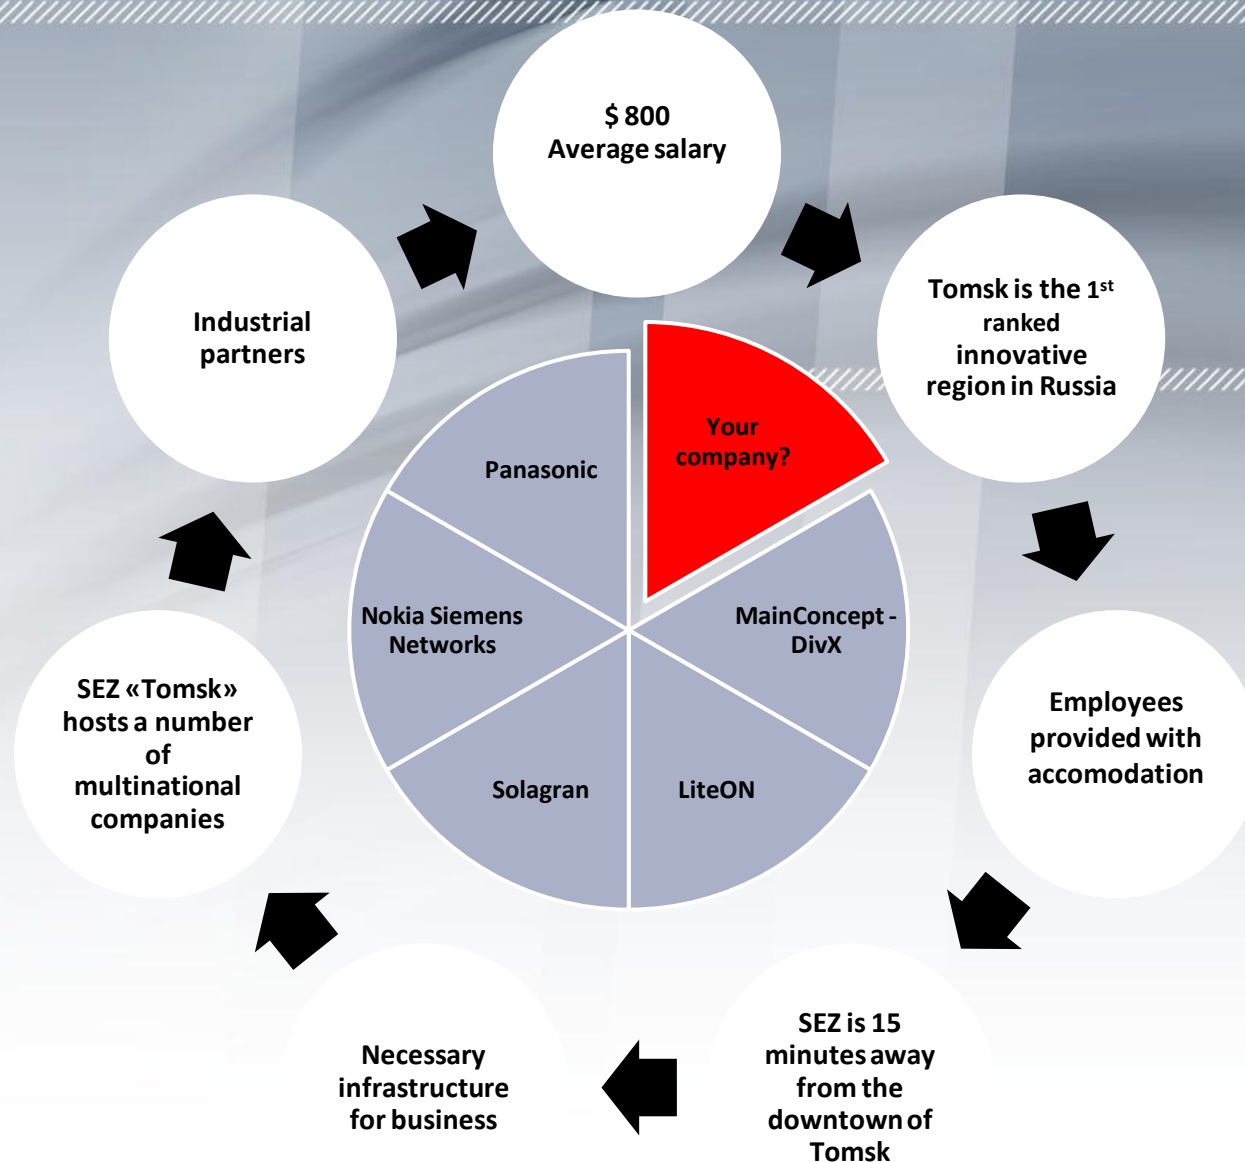 $ 800
Average salary
Tomsk is the 1st
ranked
innovative
region in Russia
Employees
provided with
accomodation
SEZ is 15
minutes away
from the
downtown of
Tomsk
Necessary
infrastructure
for business
SEZ «Tomsk»
hosts a number
of
multinational
companies
Industrial
partners
Your
company?
MainConcept -
DivX
LiteON
Solagran
Nokia Siemens
Networks
Panasonic